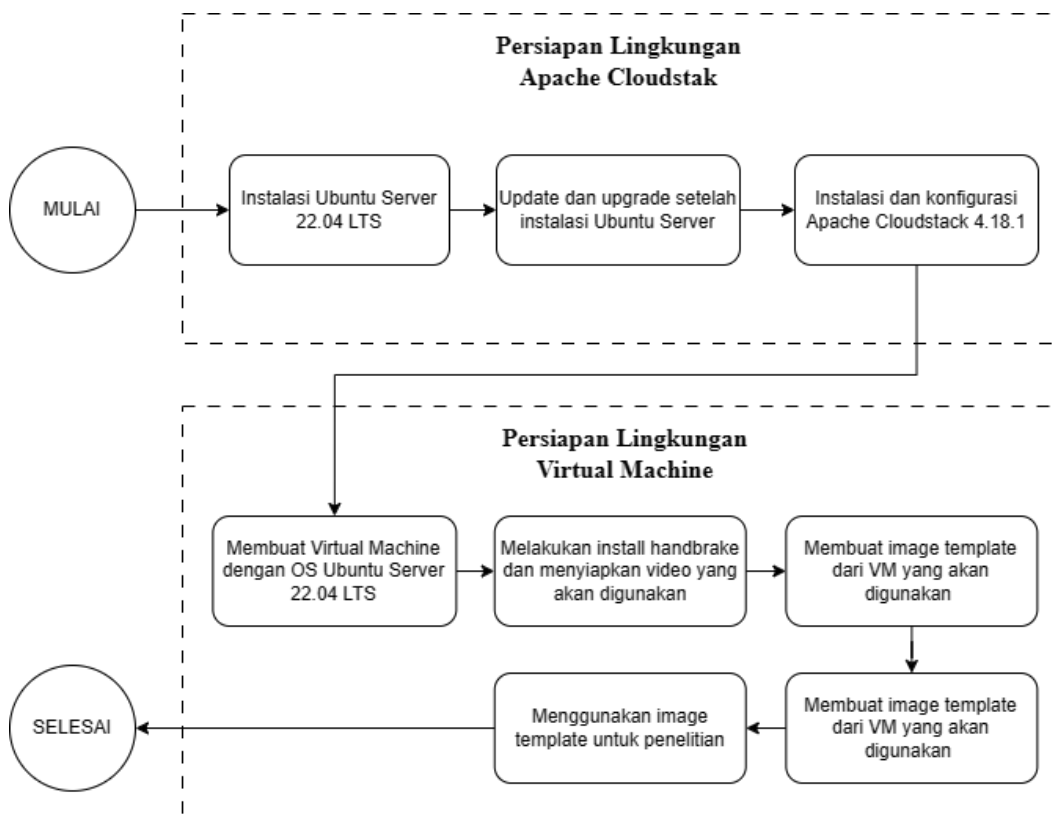 Persiapan Lingkungan
Apache Cloudstak
MULAI
Instalasi Ubuntu Server
22.04 LTS
Update dan upgrade setelah
instalasi Ubuntu Server
Instalasi dan konfigurasi
Apache Cloudstack 4.18.1
Persiapan Lingkungan
Virtual Machine
Membuat Virtual Machine
dengan OS Ubuntu Server
22.04 LTS
Melakukan install handbrake
dan menyiapkan video yang
akan digunakan
Membuat image template
dari VM yang akan
digunakan
Membuat image template
dari VM yang akan
digunakan
Menggunakan image
template untuk penelitian
SELESAI